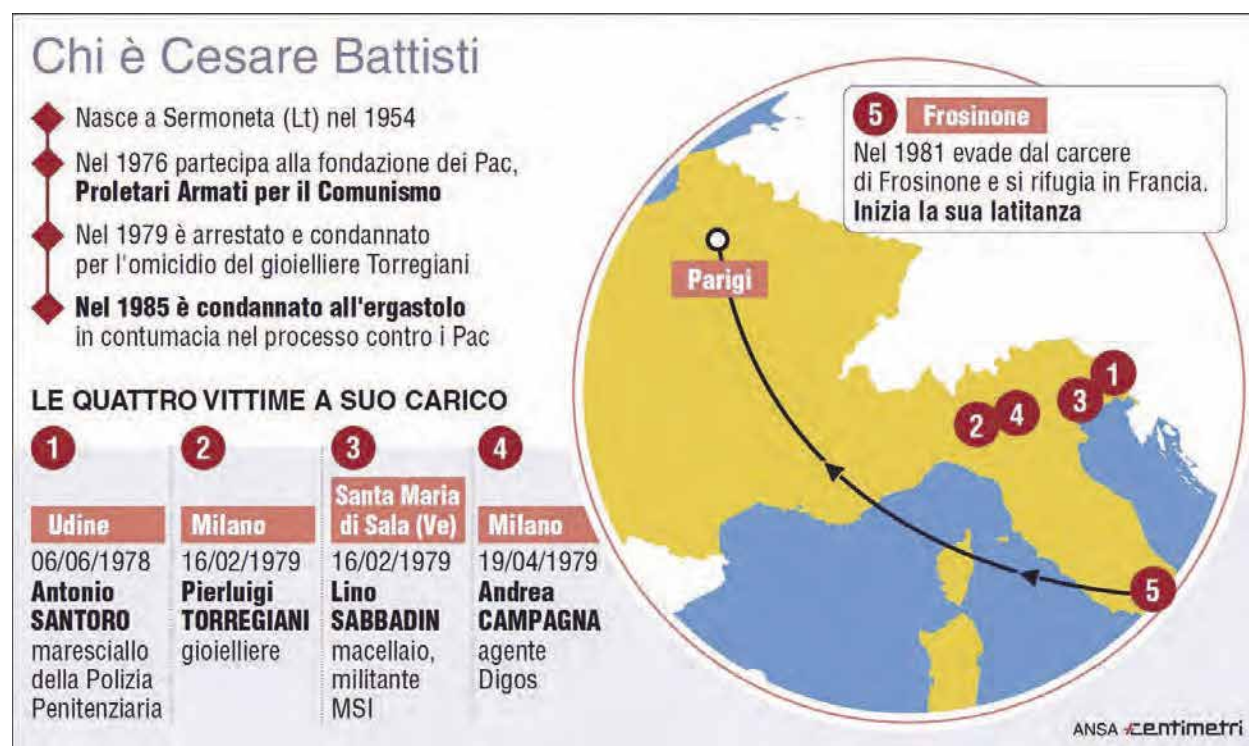 Chi è Cesare Battisti
Nasce a Sermoneta (Lt) nel 1954
Nel 1976 partecipa alla fondazione dei Pac,
Proletari Armati per il Comunismo
Nel 1979 è arrestato e condannato
per l'omicidio del gioielliere Torregiani
Nel 1985 è condannato all'ergastolo
in contumacia nel processo contro i Pac
LE QUATTRO VITTIME A SUO CARICO
1
Udine
06/06/1978
Antonio
SANTORO
maresciallo
della Polizia
Penitenziaria
2
Milano
16/02/1979
Pierluigi
TORREGIANI
gioielliere
3
Santa Maria
di Sala (Ve)
16/02/1979
Lino
SABBADIN
macellaio,
militante
MSI
4
Milano
19/04/1979
Andrea
CAMPAGNA
agente
Digos
5 Frosinone
Nel 1981 evade dal carcere
di Frosinone e si rifugia in Francia.
Inizia la sua latitanza
Parigi
1
3
2
4
5
ANSA centimetri